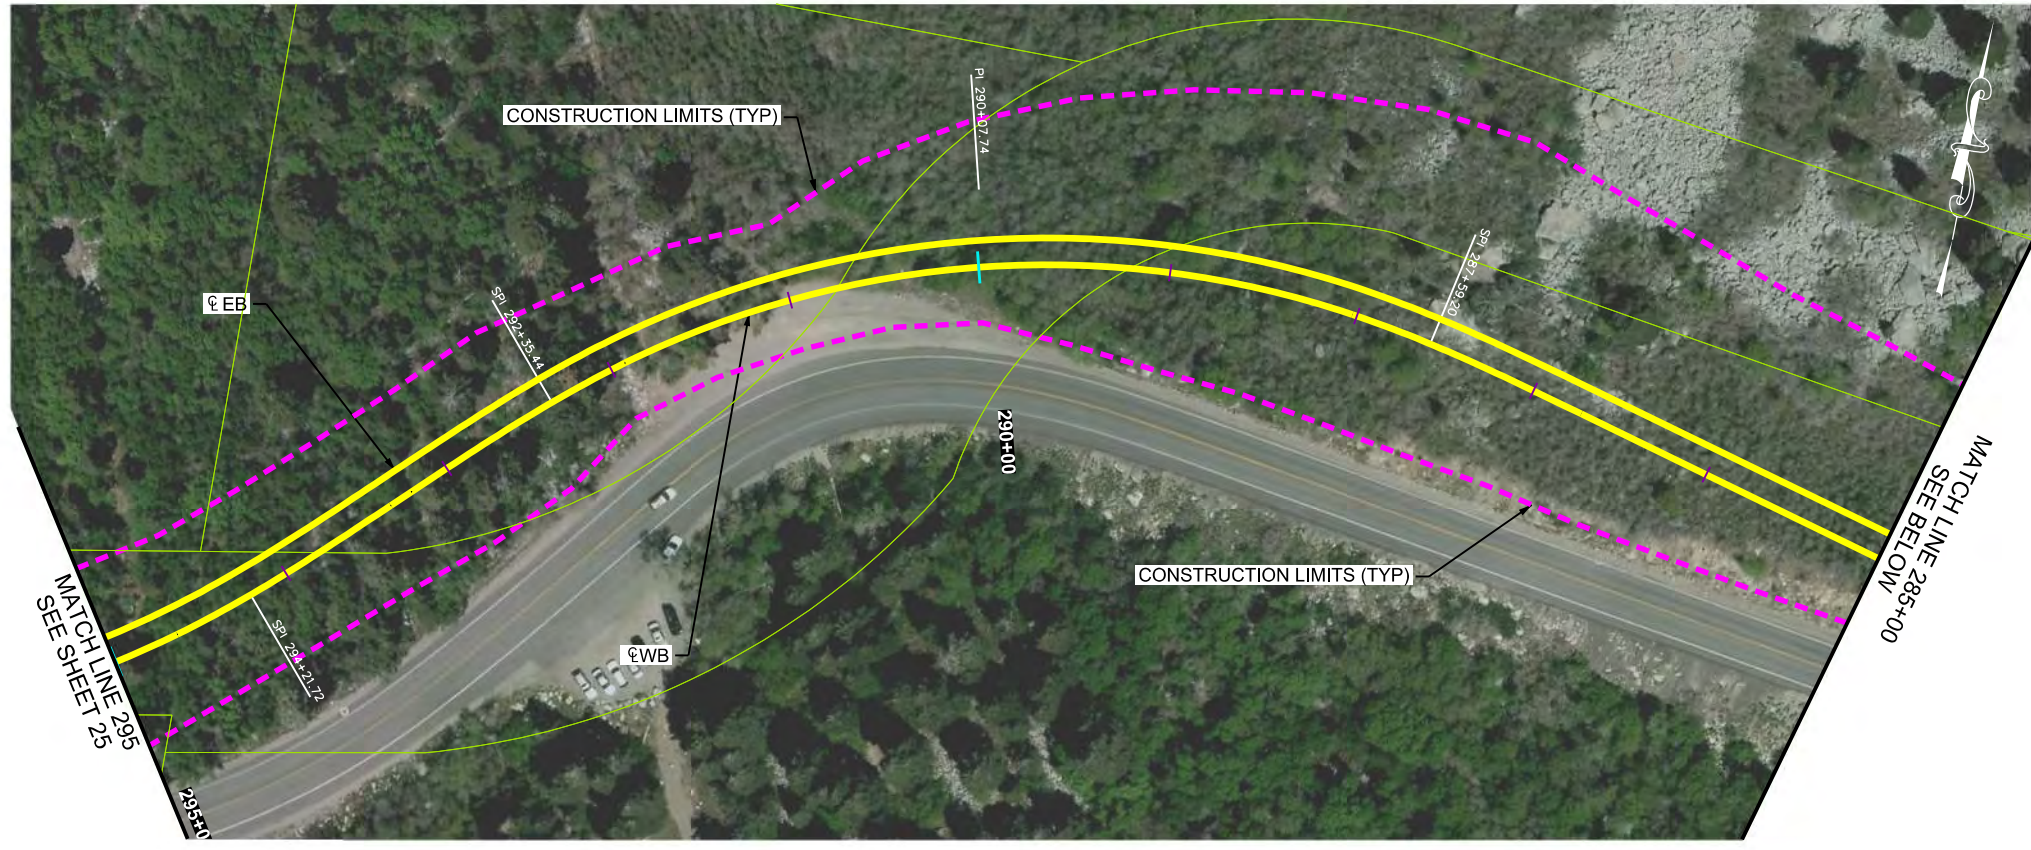 CONSTRUCTION LIMITS (TYP)
PI 290+07.74
SPI 287+59.20
SPI 292+35.44
℄ EB
290+00
MATCH LINE 285+00
SEE BELOW
CONSTRUCTION LIMITS (TYP)
℄ WB
SPI 294+21.72
MATCH LINE 295
SEE SHEET 25
295+0